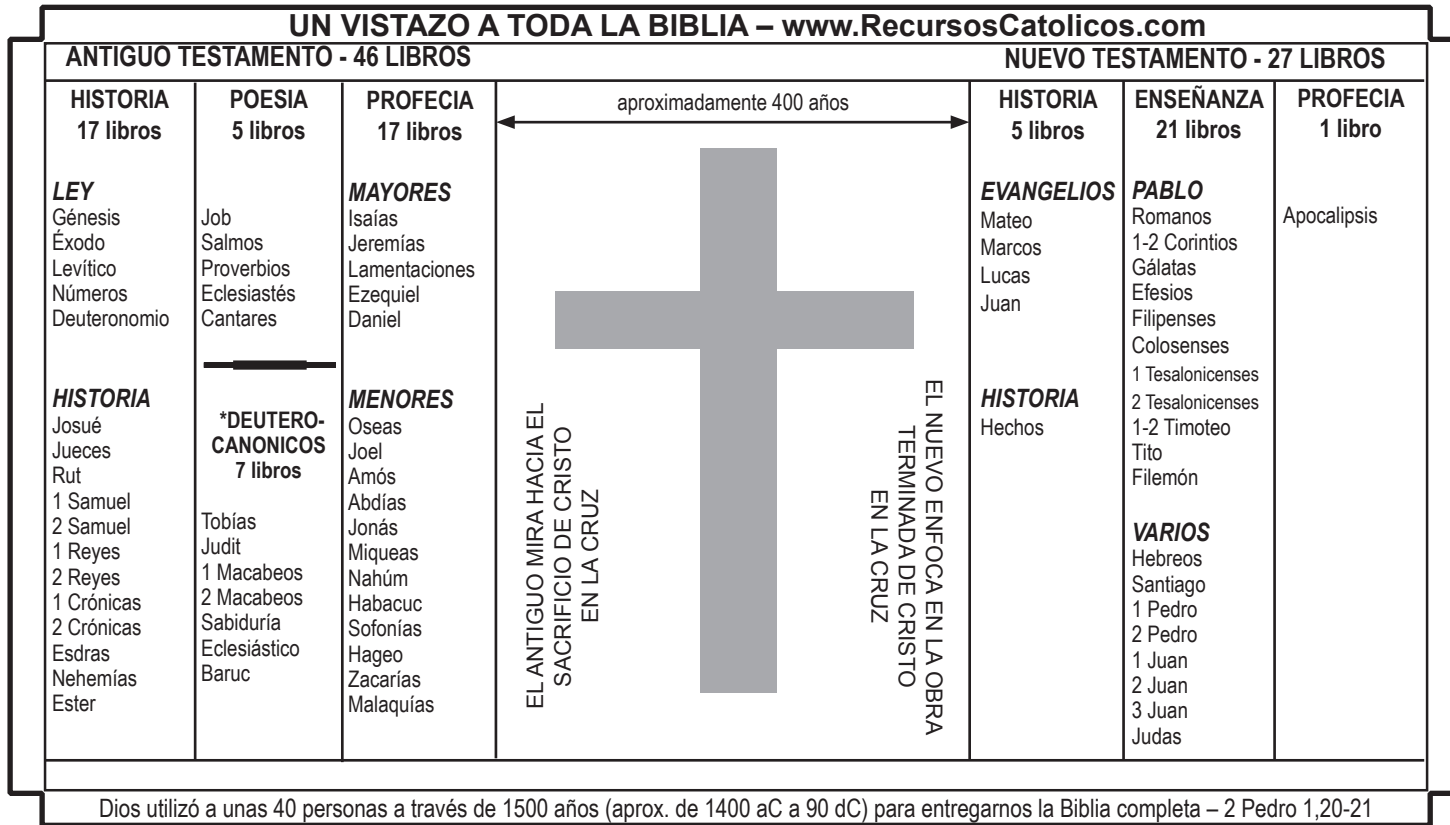 UN VISTAZO A TODA LA BIBLIA – www.RecursosCatolicos.com
ANTIGUO TESTAMENTO - 46 LIBROS
NUEVO TESTAMENTO - 27 LIBROS
HISTORIA
17 libros
LEY
Génesis
Éxodo
Levítico
Números
Deuteronomio
HISTORIA
Josué
Jueces
Rut
1 Samuel
2 Samuel
1 Reyes
2 Reyes
1 Crónicas
2 Crónicas
Esdras
Nehemías
Ester
POESIA
5 libros
Job
Salmos
Proverbios
Eclesiastés
Cantares
*DEUTERO-
CANONICOS
7 libros
Tobías
Judit
1 Macabeos
2 Macabeos
Sabiduría
Eclesiástico
Baruc
PROFECIA
17 libros
MAYORES
Isaías
Jeremías
Lamentaciones
Ezequiel
Daniel
MENORES
Oseas
Joel
Amós
Abdías
Jonás
Miqueas
Nahúm
Habacuc
Sofonías
Hageo
Zacarías
Malaquías
aproximadamente 400 años
EL ANTIGUO MIRA HACIA EL
SACRIFICIO DE CRISTO
EN LA CRUZ
EL NUEVO ENFOCA EN LA OBRA
TERMINADA DE CRISTO
EN LA CRUZ
HISTORIA
5 libros
EVANGELIOS
Mateo
Marcos
Lucas
Juan
HISTORIA
Hechos
ENSEÑANZA
21 libros
PABLO
Romanos
1-2 Corintios
Gálatas
Efesios
Filipenses
Colosenses
1 Tesalonicenses
2 Tesalonicenses
1-2 Timoteo
Tito
Filemón
VARIOS
Hebreos
Santiago
1 Pedro
2 Pedro
1 Juan
2 Juan
3 Juan
Judas
PROFECIA
1 libro
Apocalipsis
Dios utilizó a unas 40 personas a través de 1500 años (aprox. de 1400 aC a 90 dC) para entregarnos la Biblia completa – 2 Pedro 1,20-21